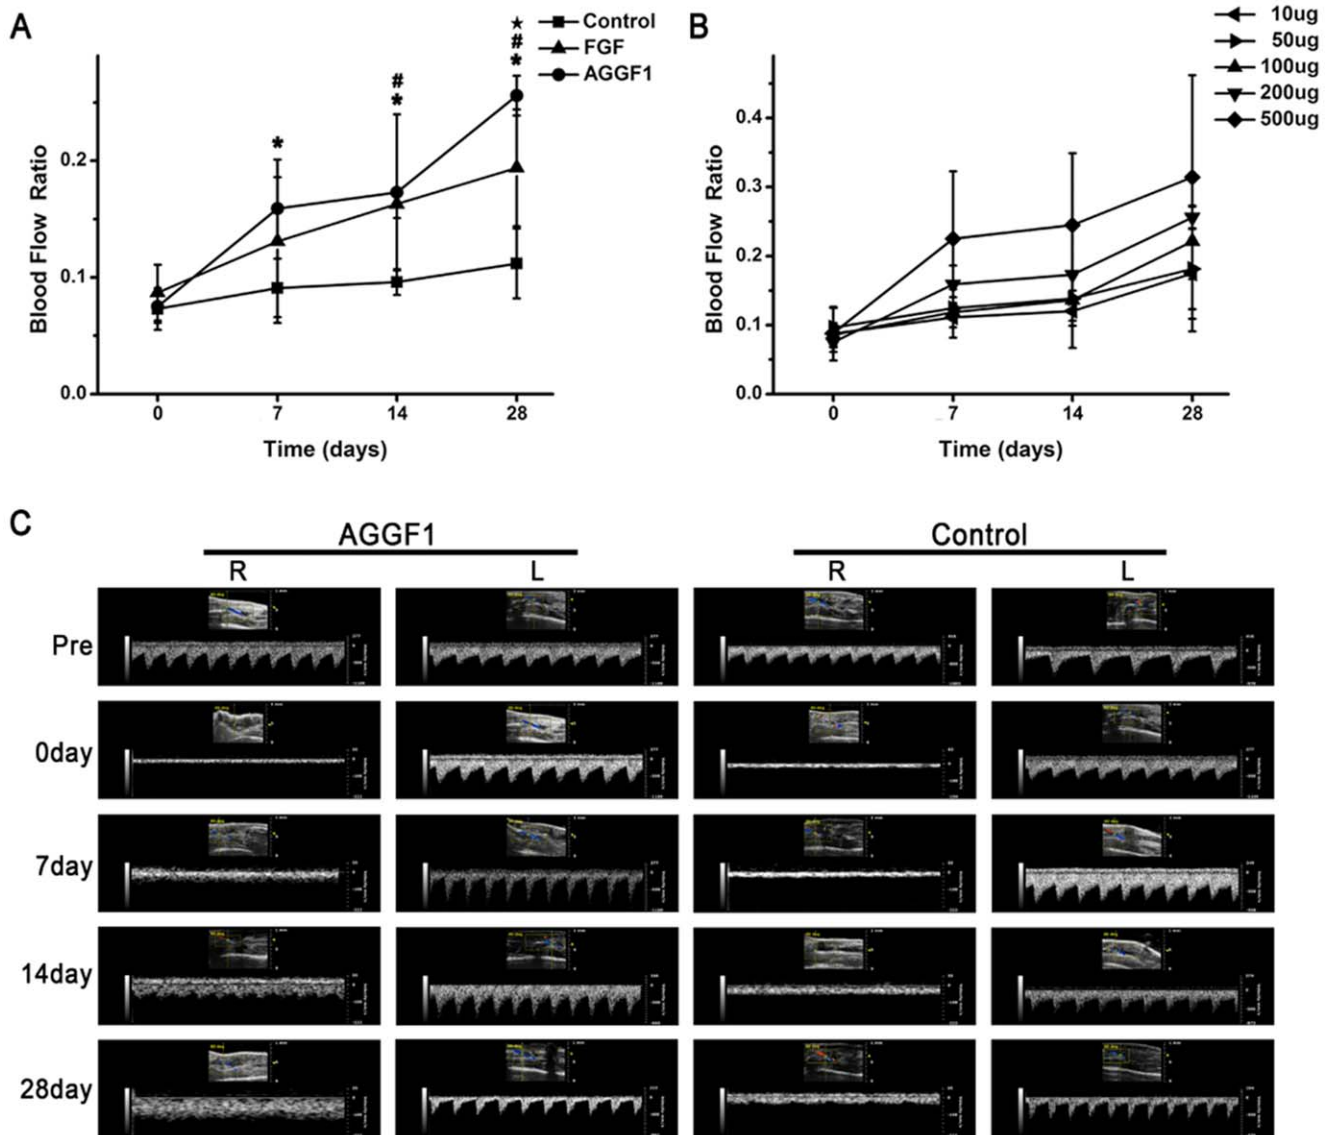 A
★
#
*
#
*
*
Control
FGF
AGGF1
0.2
0.1
0.0
Blood Flow Ratio
0 7 14 28
Time (days)
B
10ug
50ug
100ug
200ug
500ug
0.4
0.3
0.2
0.1
0.0
Blood Flow Ratio
0 7 14 28
Time (days)
C
AGGF1 Control
R L R L
Pre
0day
7day
14day
28day